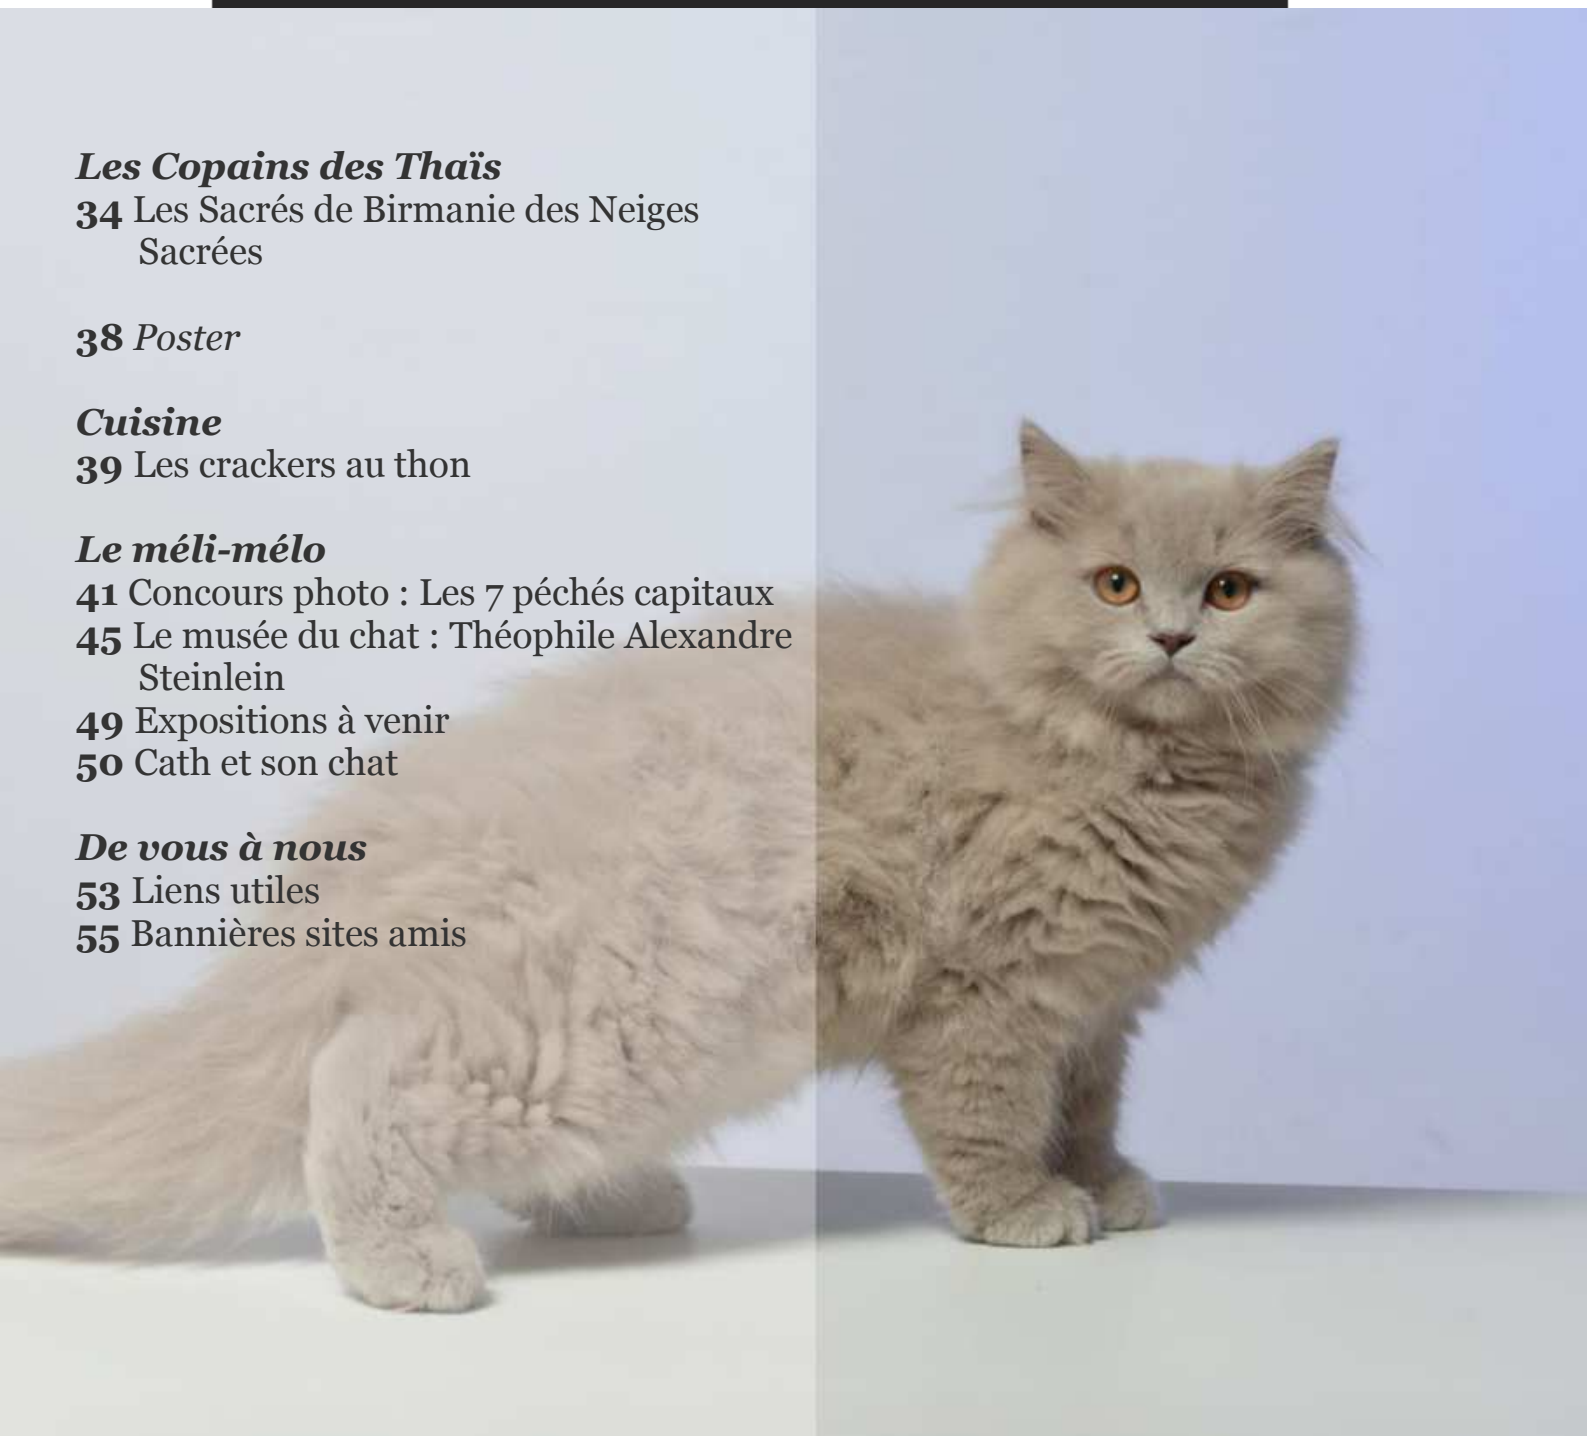 Les Copains des Thaïs
34 Les Sacrés de Birmanie des Neiges
Sacrées
38 Poster
Cuisine
39 Les crackers au thon
Le méli-mélo
41 Concours photo : Les 7 péchés capitaux
45 Le musée du chat : Théophile Alexandre
Steinlein
49 Expositions à venir
50 Cath et son chat
De vous à nous
53 Liens utiles
55 Bannières sites amis